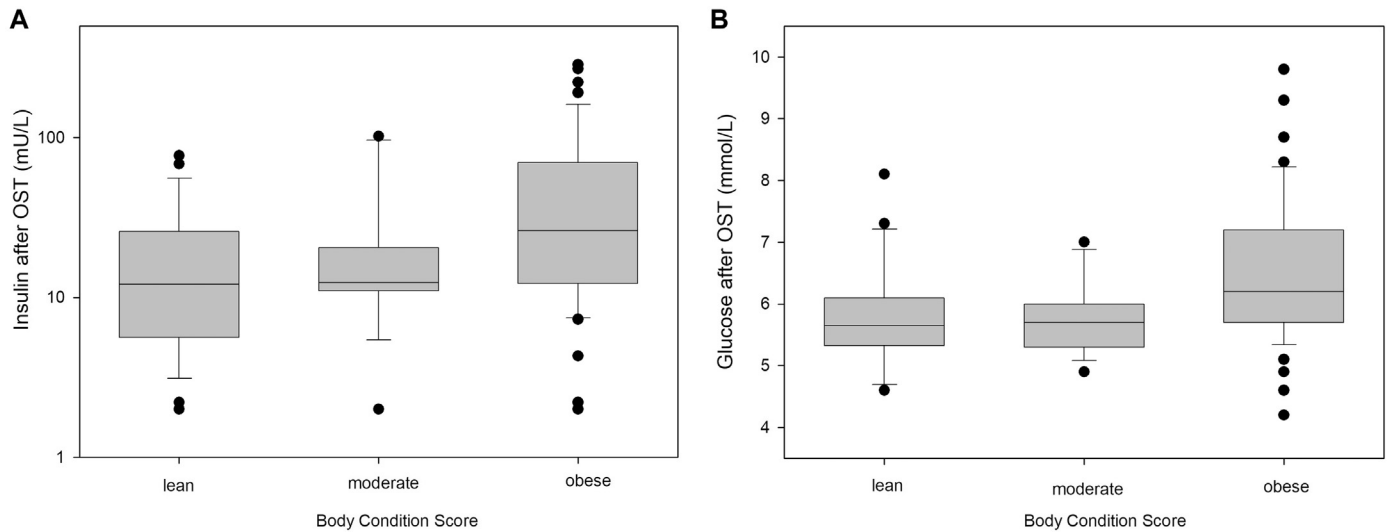 A
Insulin after OST (mU/L)
100
10
1
lean
moderate
obese
Body Condition Score
B
Glucose after OST (mmol/L)
10
9
8
7
6
5
4
lean
moderate
obese
Body Condition Score